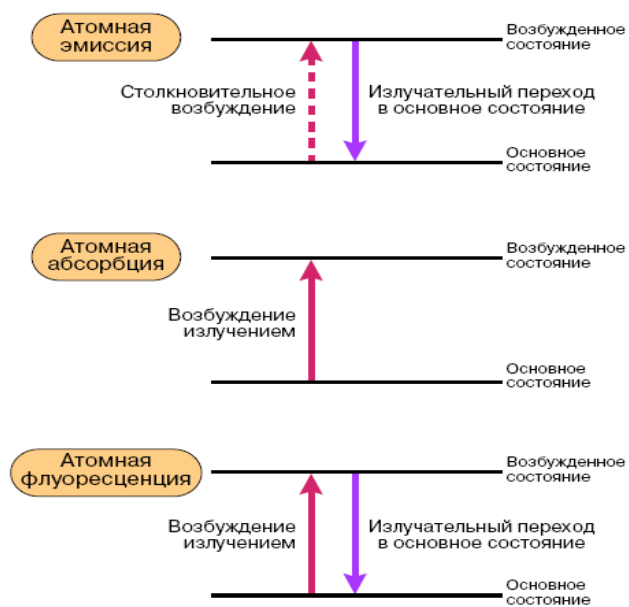 Атомная
эмиссия
Возбужденное
состояние
Столкновительное
возбуждение
Излучательный переход
в основное состояние
Основное
состояние
Атомная
абсорбция
Возбужденное
состояние
Возбуждение
излучением
Основное
состояние
Атомная
флуоресценция
Возбужденное
состояние
Возбуждение
излучением
Излучательный переход
в основное состояние
Основное
состояние